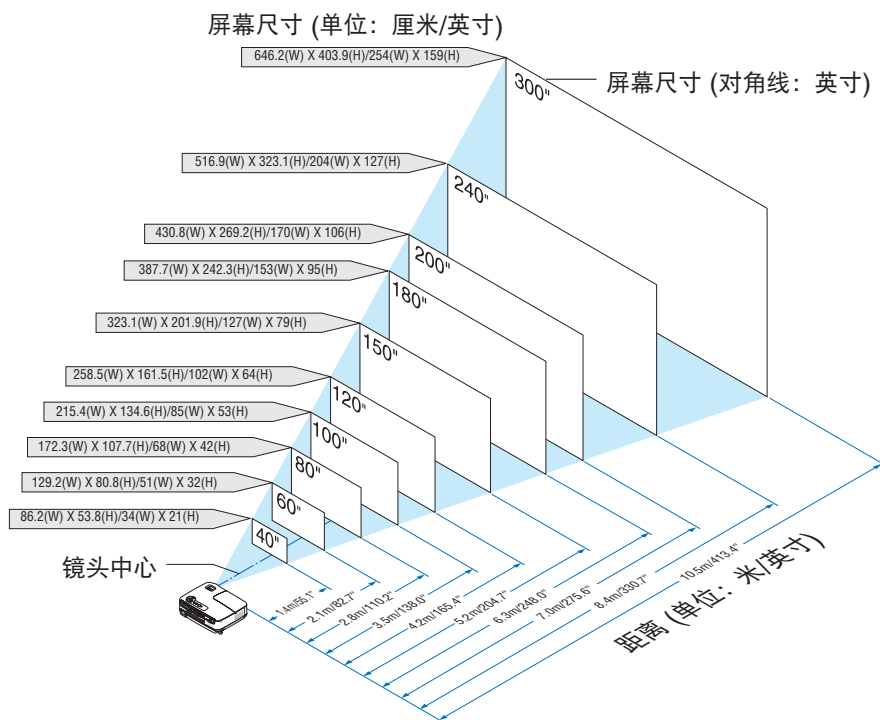 屏幕尺寸 (单位：厘米/英寸)
646.2(W) X 403.9(H)/254(W) X 159(H)
屏幕尺寸 (对角线：英寸)
300"
516.9(W) X 323.1(H)/204(W) X 127(H)
240"
430.8(W) X 269.2(H)/170(W) X 106(H)
200"
387.7(W) X 242.3(H)/153(W) X 95(H)
180"
323.1(W) X 201.9(H)/127(W) X 79(H)
150"
258.5(W) X 161.5(H)/102(W) X 64(H)
120"
215.4(W) X 134.6(H)/85(W) X 53(H)
100"
172.3(W) X 107.7(H)/68(W) X 42(H)
80"
129.2(W) X 80.8(H)/51(W) X 32(H)
60"
86.2(W) X 53.8(H)/34(W) X 21(H)
40"
镜头中心
1.4m/55.1"
2.1m/82.7"
2.8m/110.2"
3.5m/138.0"
4.2m/165.4"
5.2m/204.7"
6.3m/248.0"
7.0m/275.6"
8.4m/330.7"
10.5m/413.4"
距离 (单位：米/英寸)